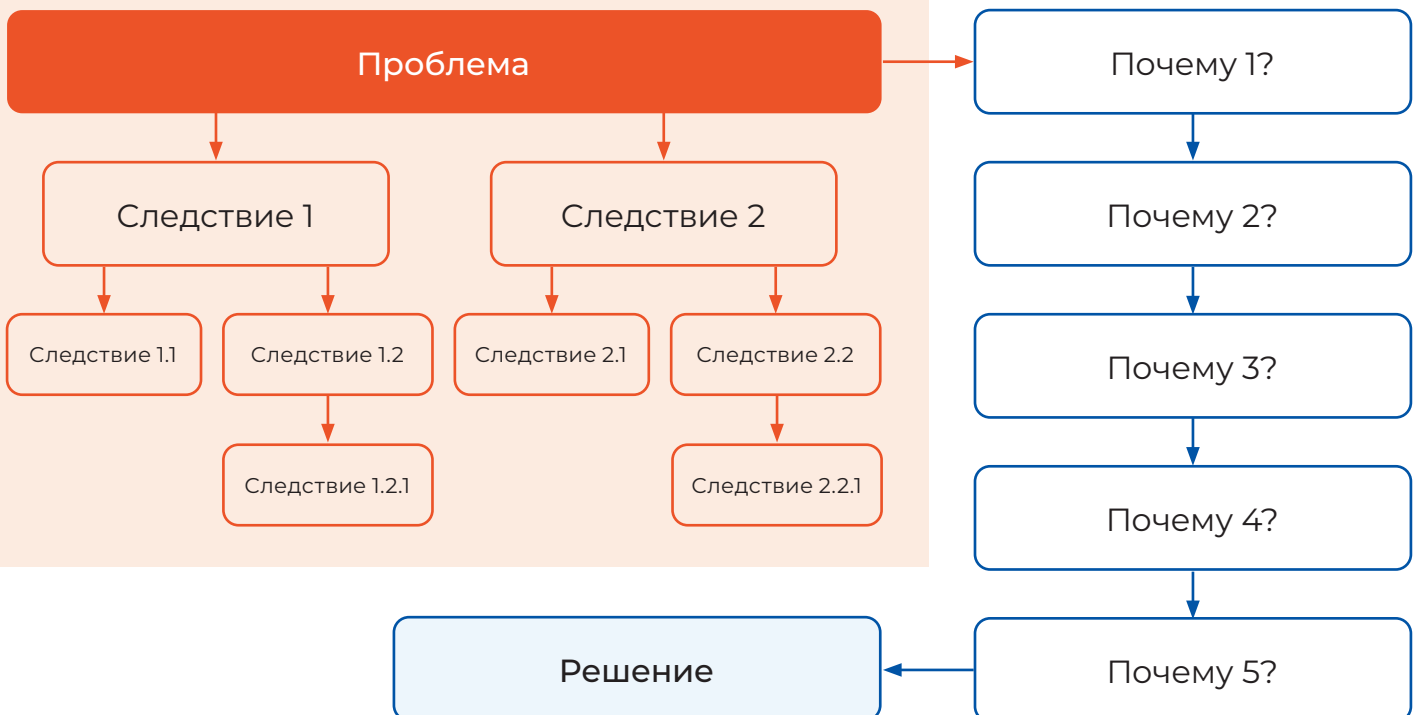 Проблема
Почему 1?
Следствие 1
Следствие 2
Почему 2?
Следствие 1.1
Следствие 1.2
Следствие 2.1
Следствие 2.2
Почему 3?
Следствие 1.2.1
Следствие 2.2.1
Почему 4?
Решение
Почему 5?